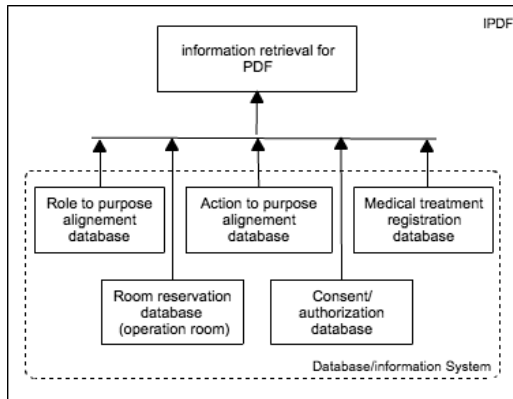 IPDF
information retrieval for
PDF
Role to purpose
alignement
database
Action to purpose
alignement
database
Medical treatment
registration
database
Room reservation
database
(operation room)
Consent/
authorization
database
Database/information System